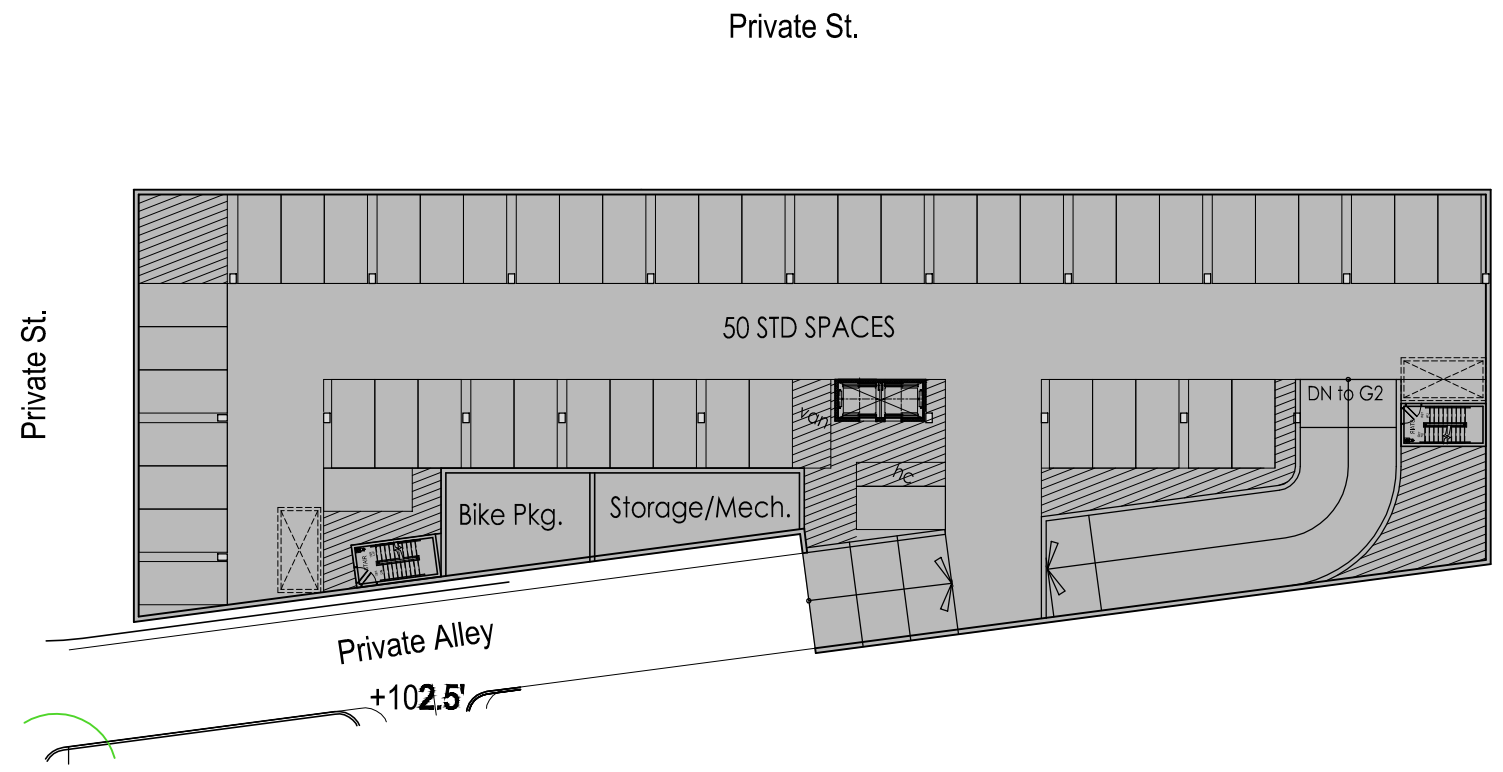 Private St.
Private St.
50 STD SPACES
DN to G2
van
hc
Bike Pkg.
Storage/Mech.
Private Alley
+102.5'